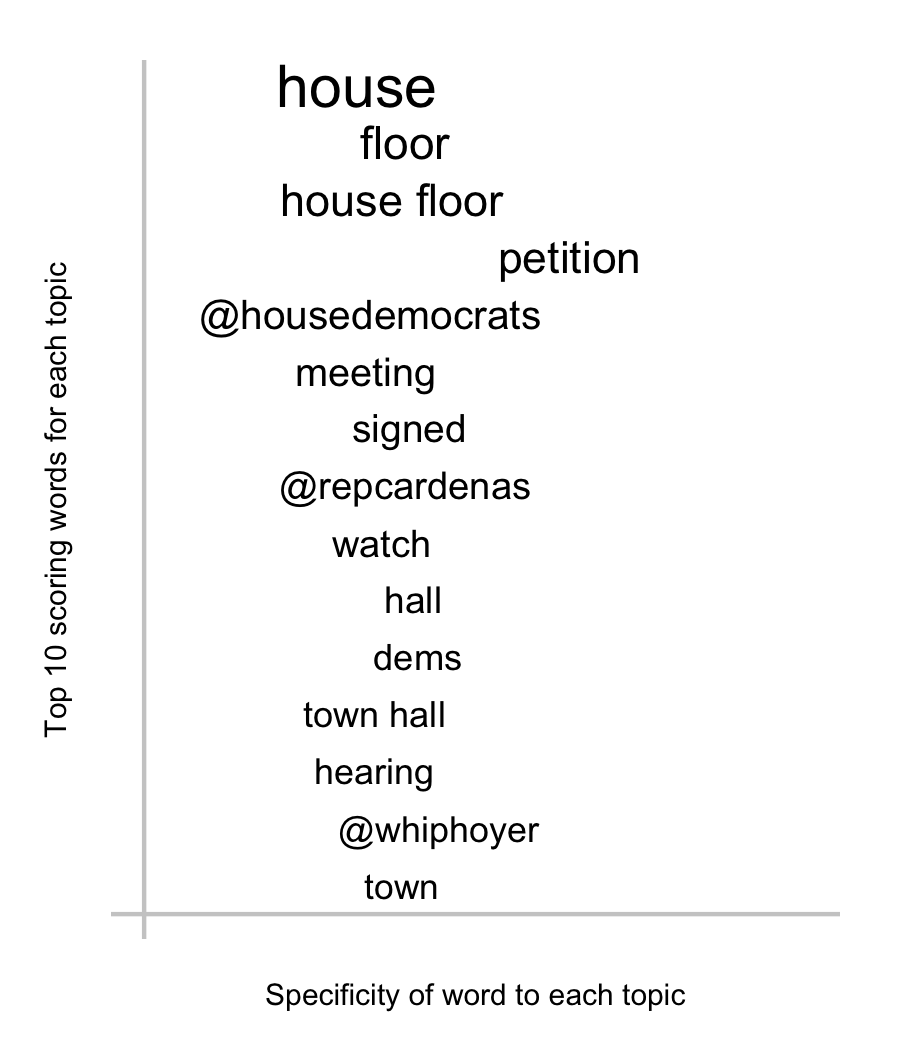 house
floor
house floor
petition
@housedemocrats
meeting
signed
@repcardenas
watch
hall
dems
town hall
hearing
@whiphoyer
town
Top 10 scoring words for each topic
Specificity of word to each topic